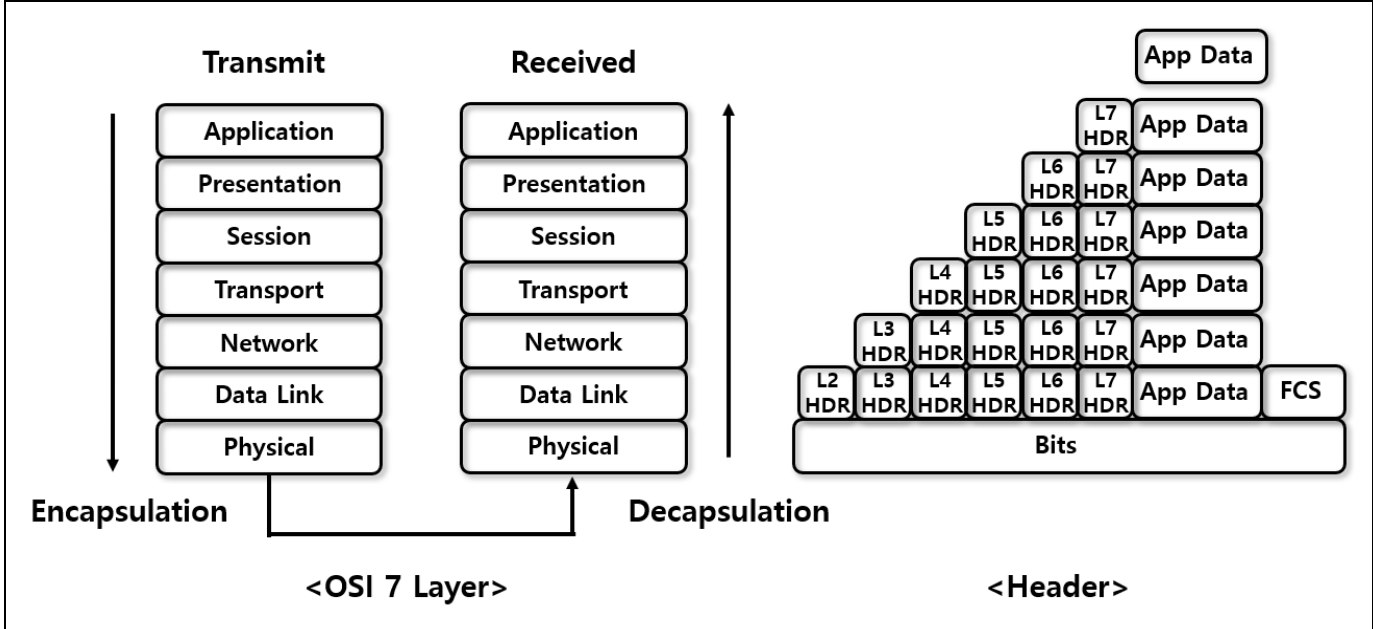 Transmit
Received
Application
Presentation
Session
Transport
Network
Data Link
Physical
Application
Presentation
Session
Transport
Network
Data Link
Physical
Encapsulation
Decapsulation
<OSI 7 Layer>
App Data
L7 HDR App Data
L6 HDR L7 HDR App Data
L5 HDR L6 HDR L7 HDR App Data
L4 HDR L5 HDR L6 HDR L7 HDR App Data
L3 HDR L4 HDR L5 HDR L6 HDR L7 HDR App Data
L2 HDR L3 HDR L4 HDR L5 HDR L6 HDR L7 HDR App Data FCS
Bits
<Header>